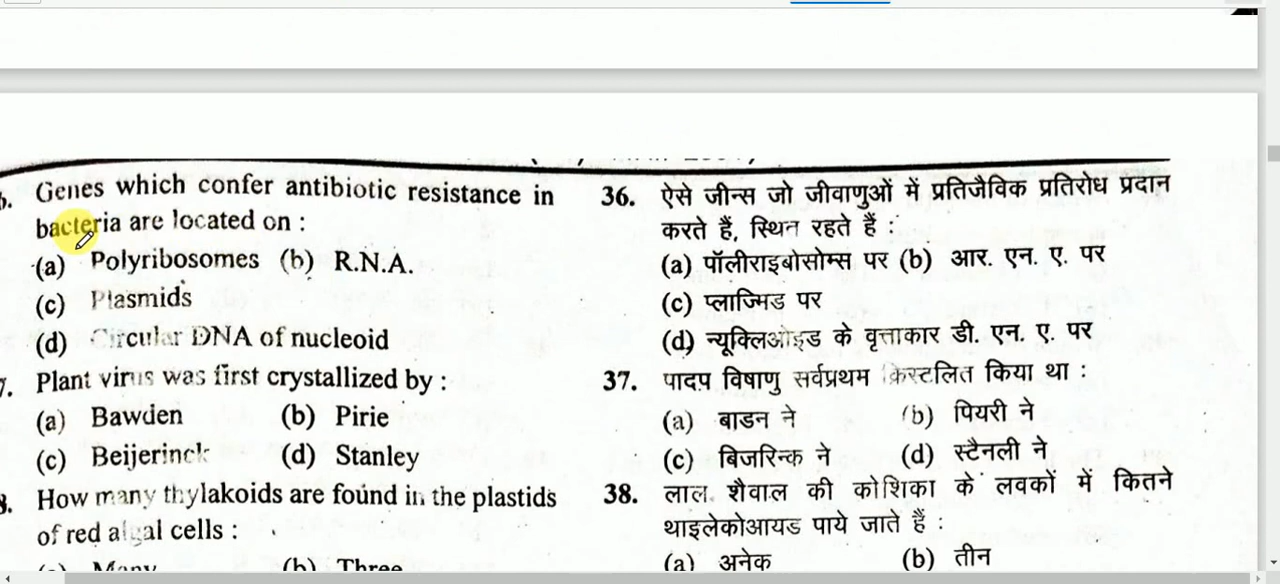 Genes which confer antibiotic resistance in
bacteria are located on :
(a) Polyribosomes (b) R.N.A.
(c) Plasmids
(d) Circular DNA of nucleoid
7. Plant virus was first crystallized by :
(a) Bawden (b) Pirie
(c) Beijerinck (d) Stanley
How many thylakoids are found in the plastids
of red algal cells :
Many (b) Three
36. ऐसे जीन्स जो जीवाणुओं में प्रतिजैविक प्रतिरोध प्रदान
करते हैं, स्थित रहते हैं :
(a) पॉलीराइबोसोम्स पर (b) आर. एन. ए. पर
(c) प्लाज्मिड पर
(d) न्यूक्लिओइड के वृत्ताकार डी. एन. ए. पर
37. पादप विषाणु सर्वप्रथम क्रिस्टलित किया था :
(a) बाडन ने (b) पियरी ने
(c) बिजरिन्क ने (d) स्टैनली ने
38. लाल शैवाल की कोशिका के लवकों में कितने
थाइलेकोआयड पाये जाते हैं :
(a) अनेक (b) तीन